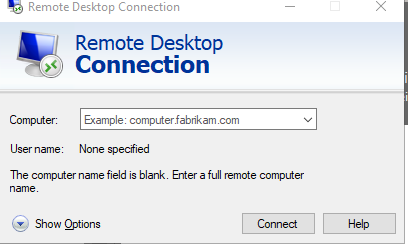 Remote Desktop Connection
Remote Desktop
Connection
Computer: Example: computer.fabrikam.com
User name: None specified
The computer name field is blank. Enter a full remote computer
name.
Show Options Connect Help